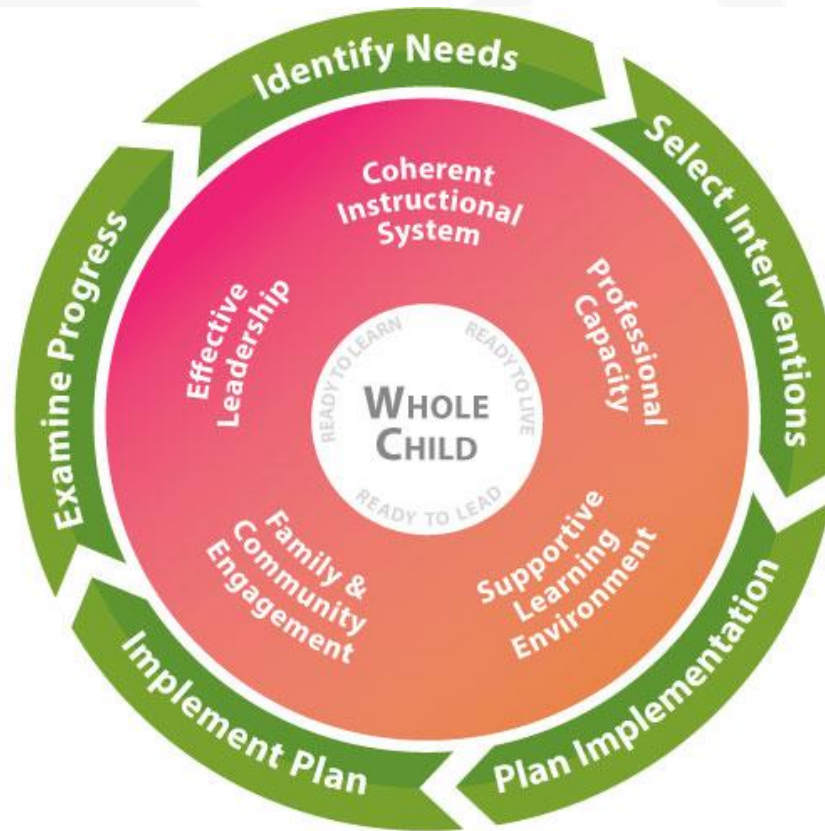 Identify Needs
Select Interventions
Plan Implementation
Implement Plan
Examine Progress
Coherent
Instructional
System
Professional
Capacity
Supportive
Learning
Environment
Family &
Community
Engagement
Effective
Leadership
READY TO LEARN
READY TO LIVE
READY TO LEAD
WHOLE
CHILD